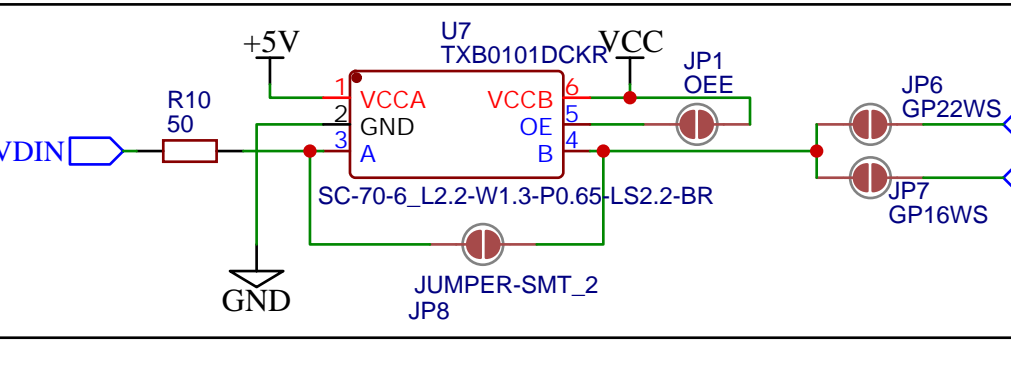 U7
TXB0101DCKR
+5V
VCC
JP1
OEE
1
VCCA
VCCB
6
2
GND
OE
5
3
A
B
4
R10
50
VDIN
JP6
GP22WS
JP7
GP16WS
SC-70-6_L2.2-W1.3-P0.65-LS2.2-BR
JUMPER-SMT_2
JP8
GND